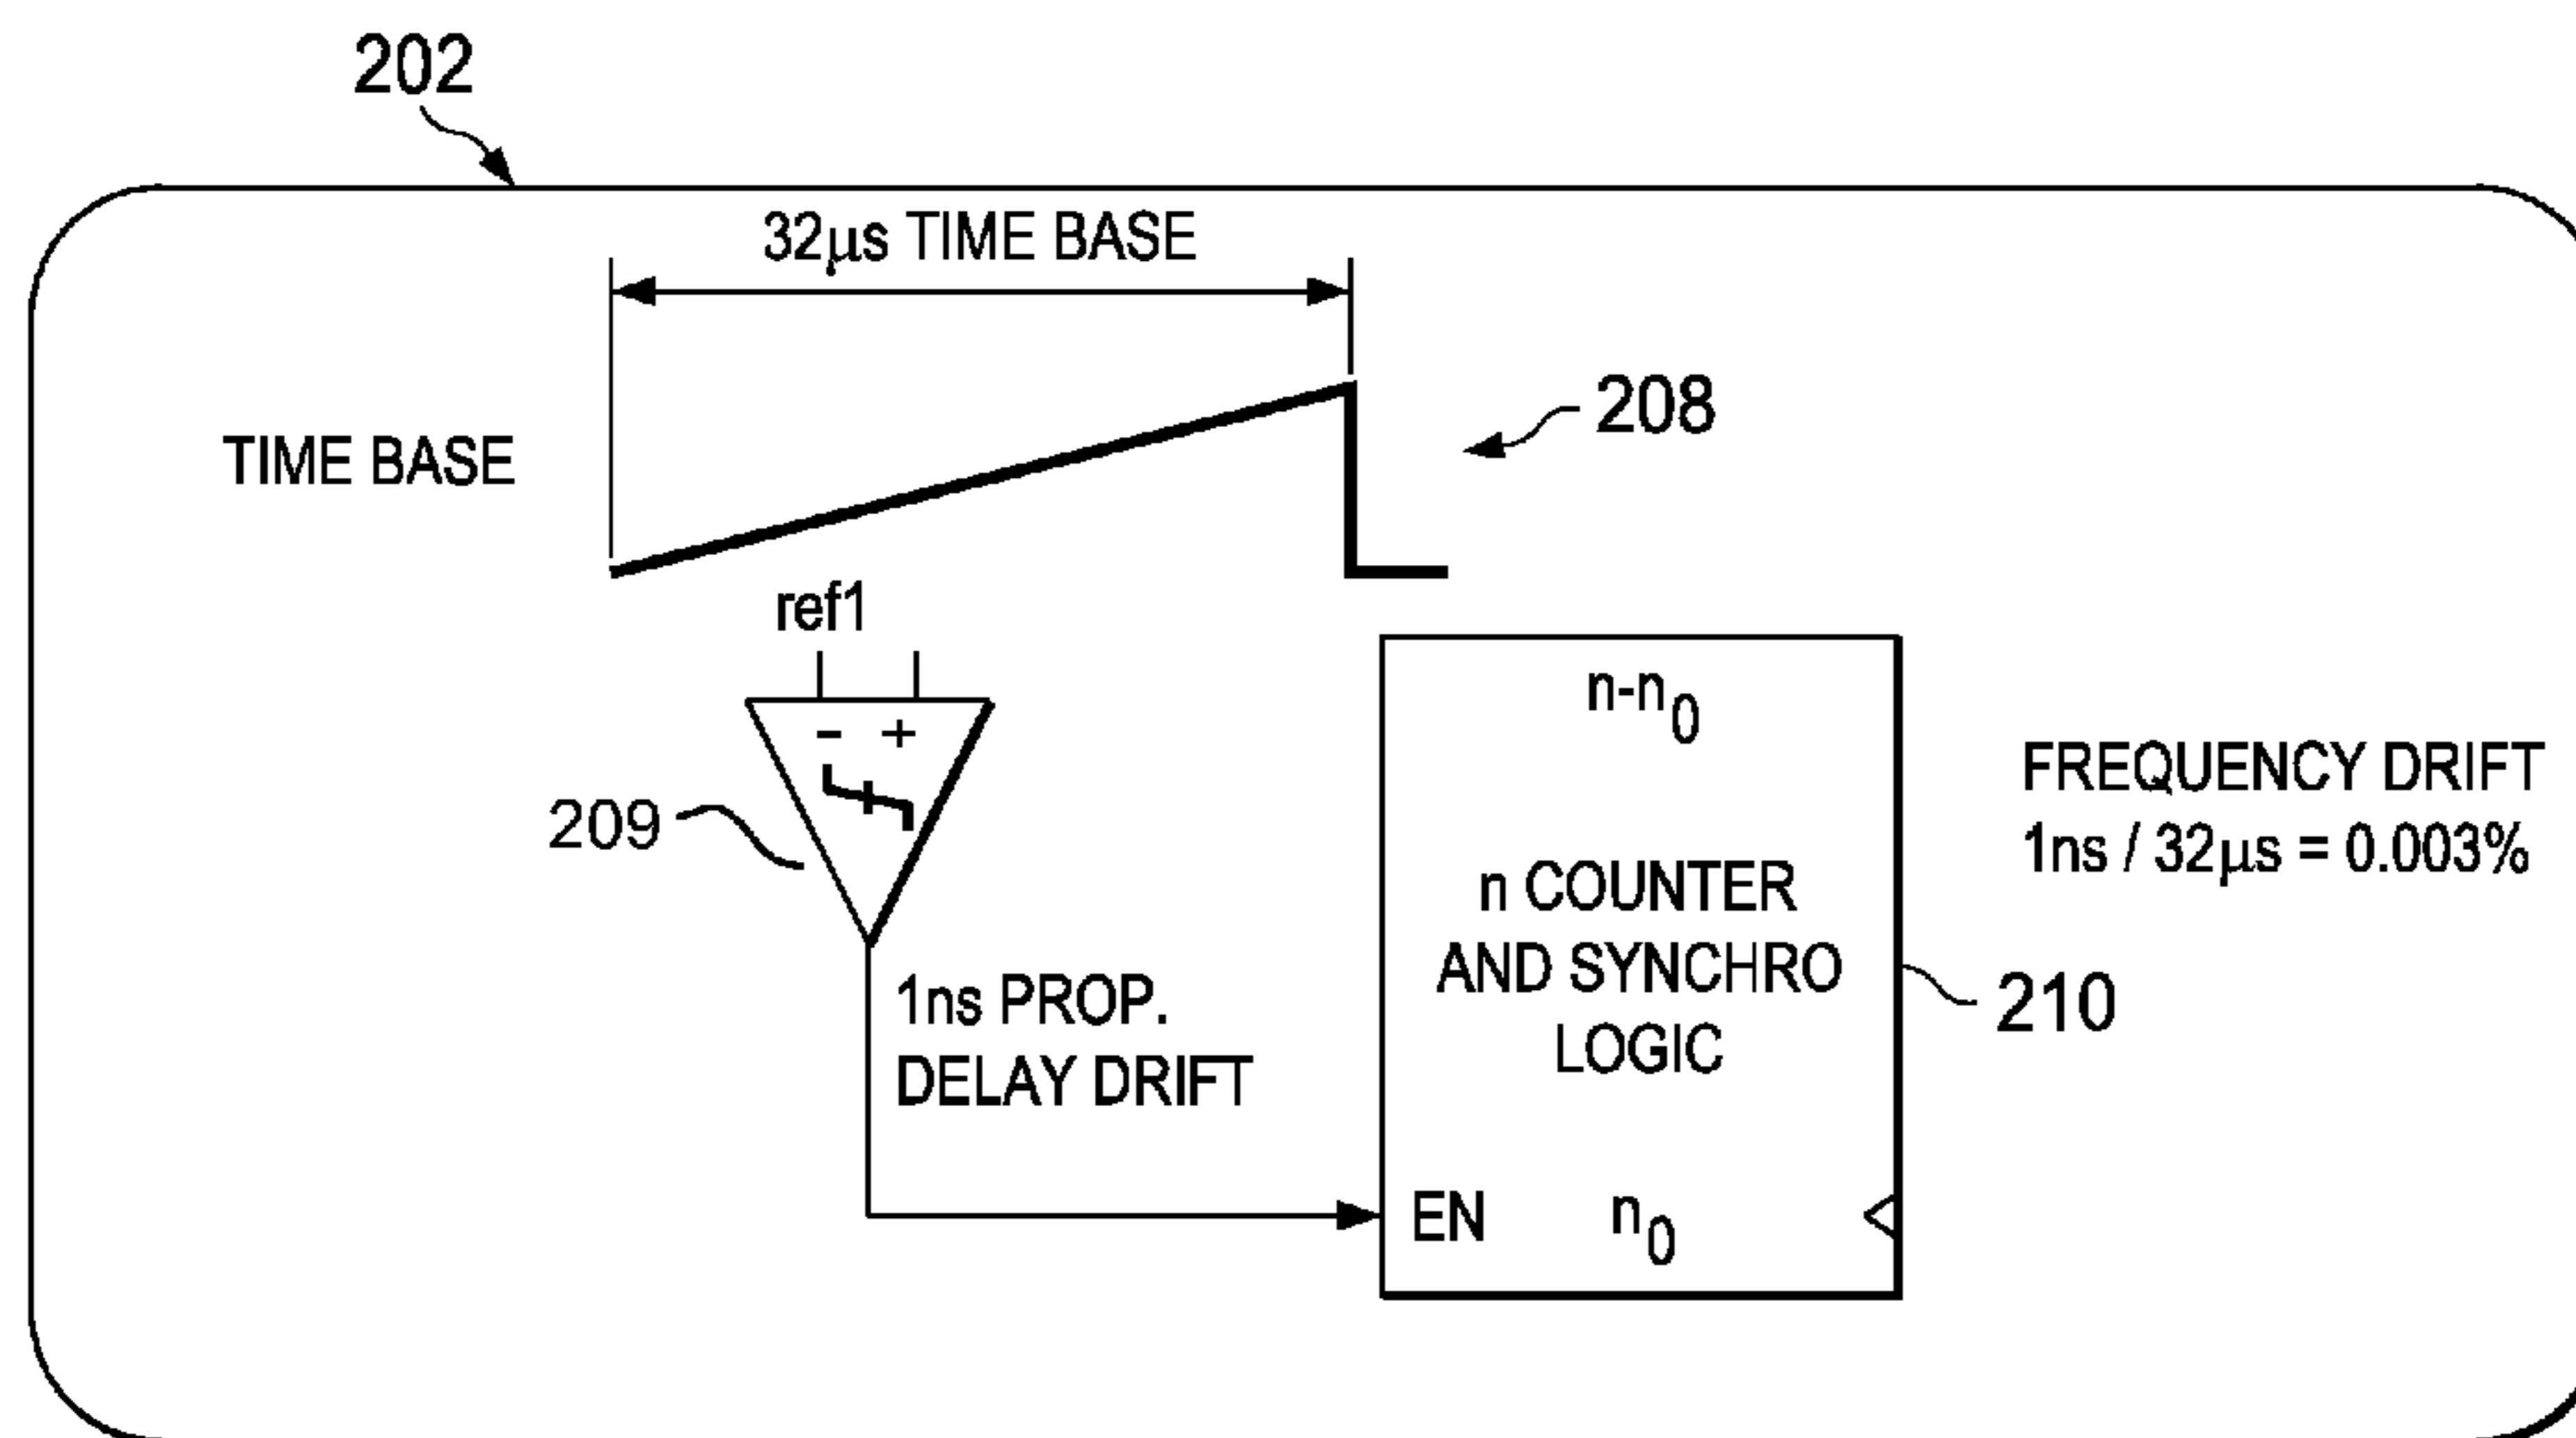 202
32µs TIME BASE
208
TIME BASE
ref1
- +
209
n-n0
n COUNTER
AND SYNCHRO
LOGIC
FREQUENCY DRIFT
1ns / 32µs = 0.003%
210
1ns PROP.
DELAY DRIFT
EN n0